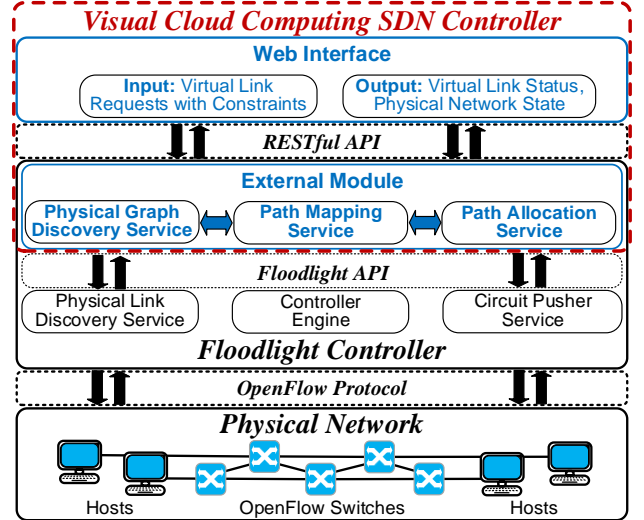 Visual Cloud Computing SDN Controller
Web Interface
Input: Virtual Link
Requests with Constraints
Output: Virtual Link Status,
Physical Network State
RESTful API
External Module
Physical Graph
Discovery Service
Path Mapping
Service
Path Allocation
Service
Floodlight API
Physical Link
Discovery Service
Controller
Engine
Circuit Pusher
Service
Floodlight Controller
OpenFlow Protocol
Physical Network
Hosts
OpenFlow Switches
Hosts